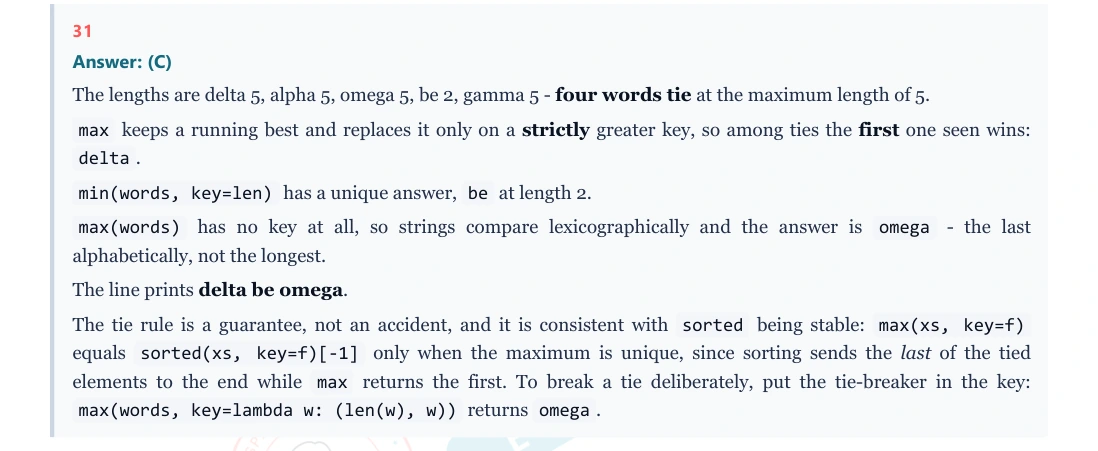 31
Answer: (C)
The lengths are delta 5, alpha 5, omega 5, be 2, gamma 5 - four words tie at the maximum length of 5.
max keeps a running best and replaces it only on a strictly greater key, so among ties the first one seen wins:
delta .
min(words, key=len) has a unique answer, be at length 2.
max(words) has no key at all, so strings compare lexicographically and the answer is omega - the last
alphabetically, not the longest.
The line prints delta be omega.
The tie rule is a guarantee, not an accident, and it is consistent with sorted being stable: max(xs, key=f)
equals sorted(xs, key=f)[-1] only when the maximum is unique, since sorting sends the last of the tied
elements to the end while max returns the first. To break a tie deliberately, put the tie-breaker in the key:
max(words, key=lambda w: (len(w), w)) returns omega .